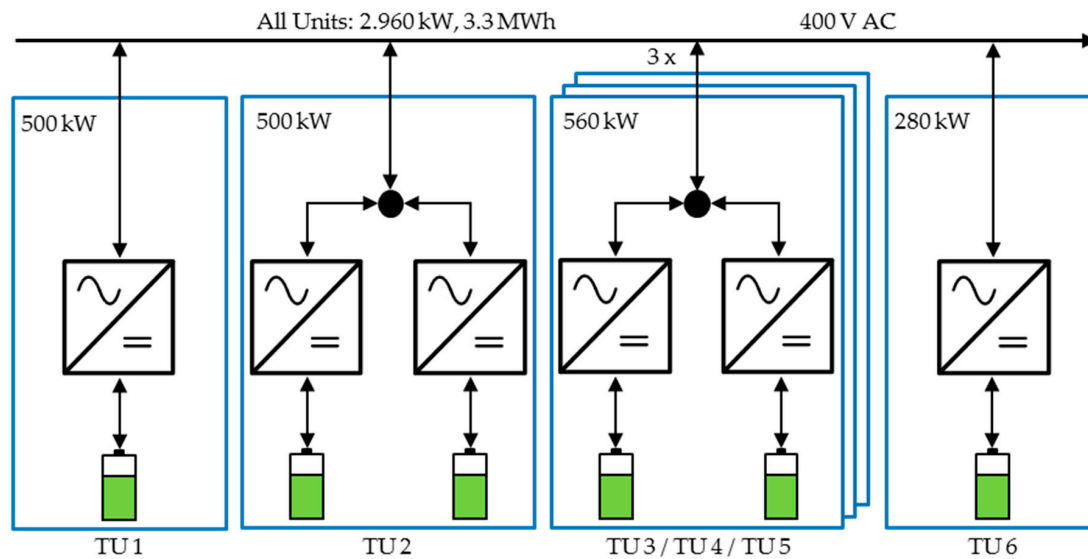 All Units: 2.960 kW, 3.3 MWh 400 V AC
3 x
500 kW 500 kW 560 kW 280 kW
TU 1 TU 2 TU 3 / TU 4 / TU 5 TU 6